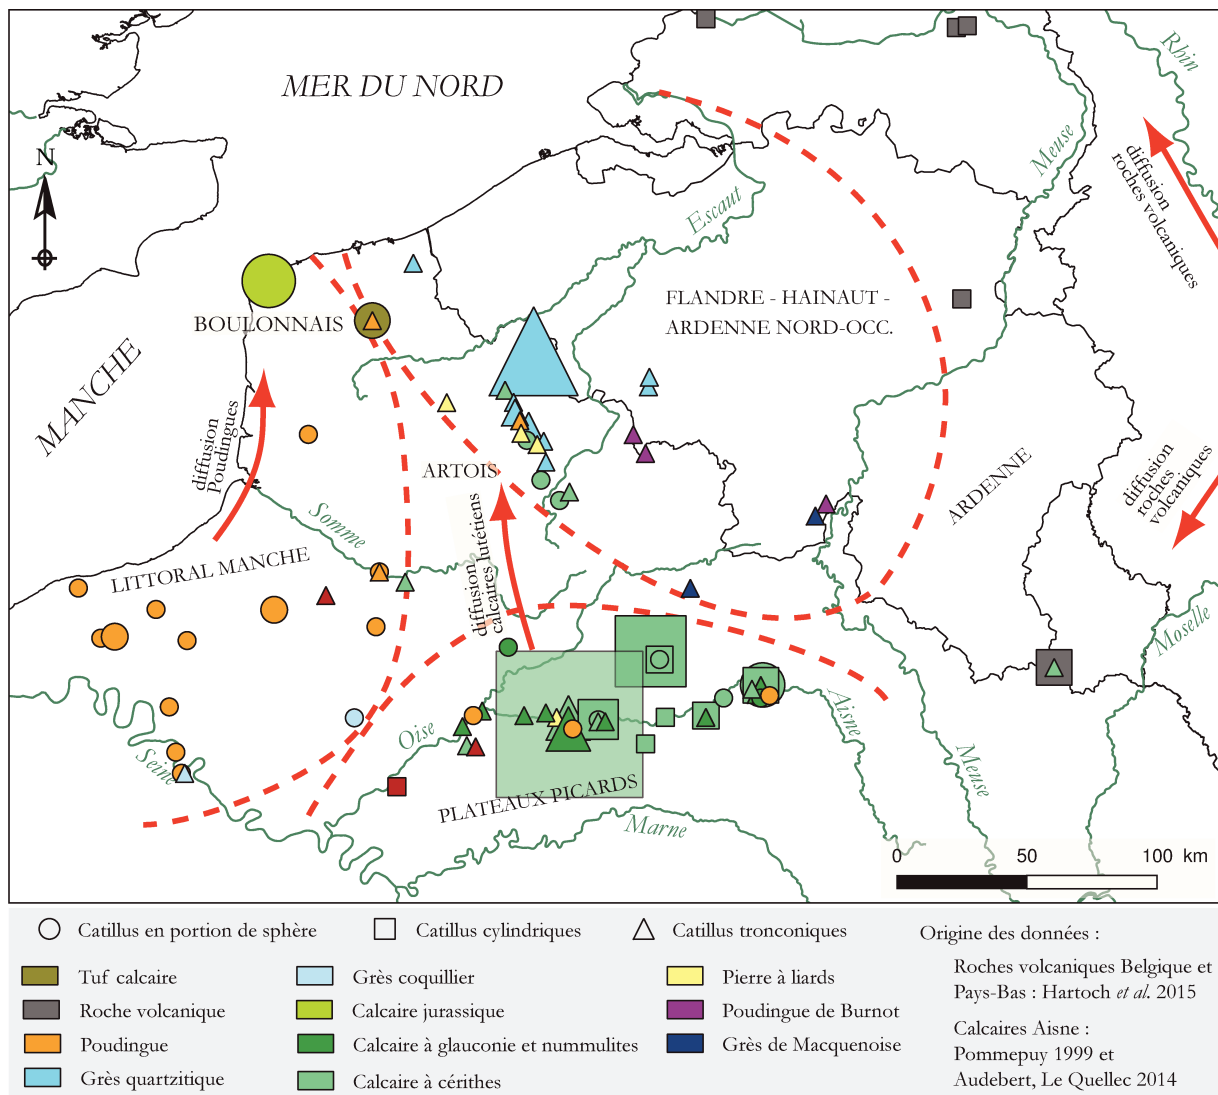 MER DU NORD
Rhin
N
Meuse
diffusion
roches volcaniques
Escaut
FLANDRE - HAINAUT -
ARDENNE NORD-OCC.
BOULONNAIS
MANCHE
diffusion
Poudingues
ARTOIS
ARDENNE
diffusion
roches
volcaniques
Somme
diffusion
calcaires lutétiens
LITTORAL MANCHE
Moselle
Oise
Aisne
Seine
Meuse
PLATEAUX PICARDS
Marne
0 50 100 km
Catillus en portion de sphère
Catillus cylindriques
Catillus tronconiques
Tuf calcaire
Roche volcanique
Poudingue
Grès quartzitique
Grès coquillier
Calcaire jurassique
Calcaire à glauconie et nummulites
Calcaire à cérithes
Pierre à liards
Poudingue de Burnot
Grès de Macquenoise
Origine des données :
Roches volcaniques Belgique et
Pays-Bas : Hartoch et al. 2015
Calcaires Aisne :
Pommepuy 1999 et
Audebert, Le Quellec 2014